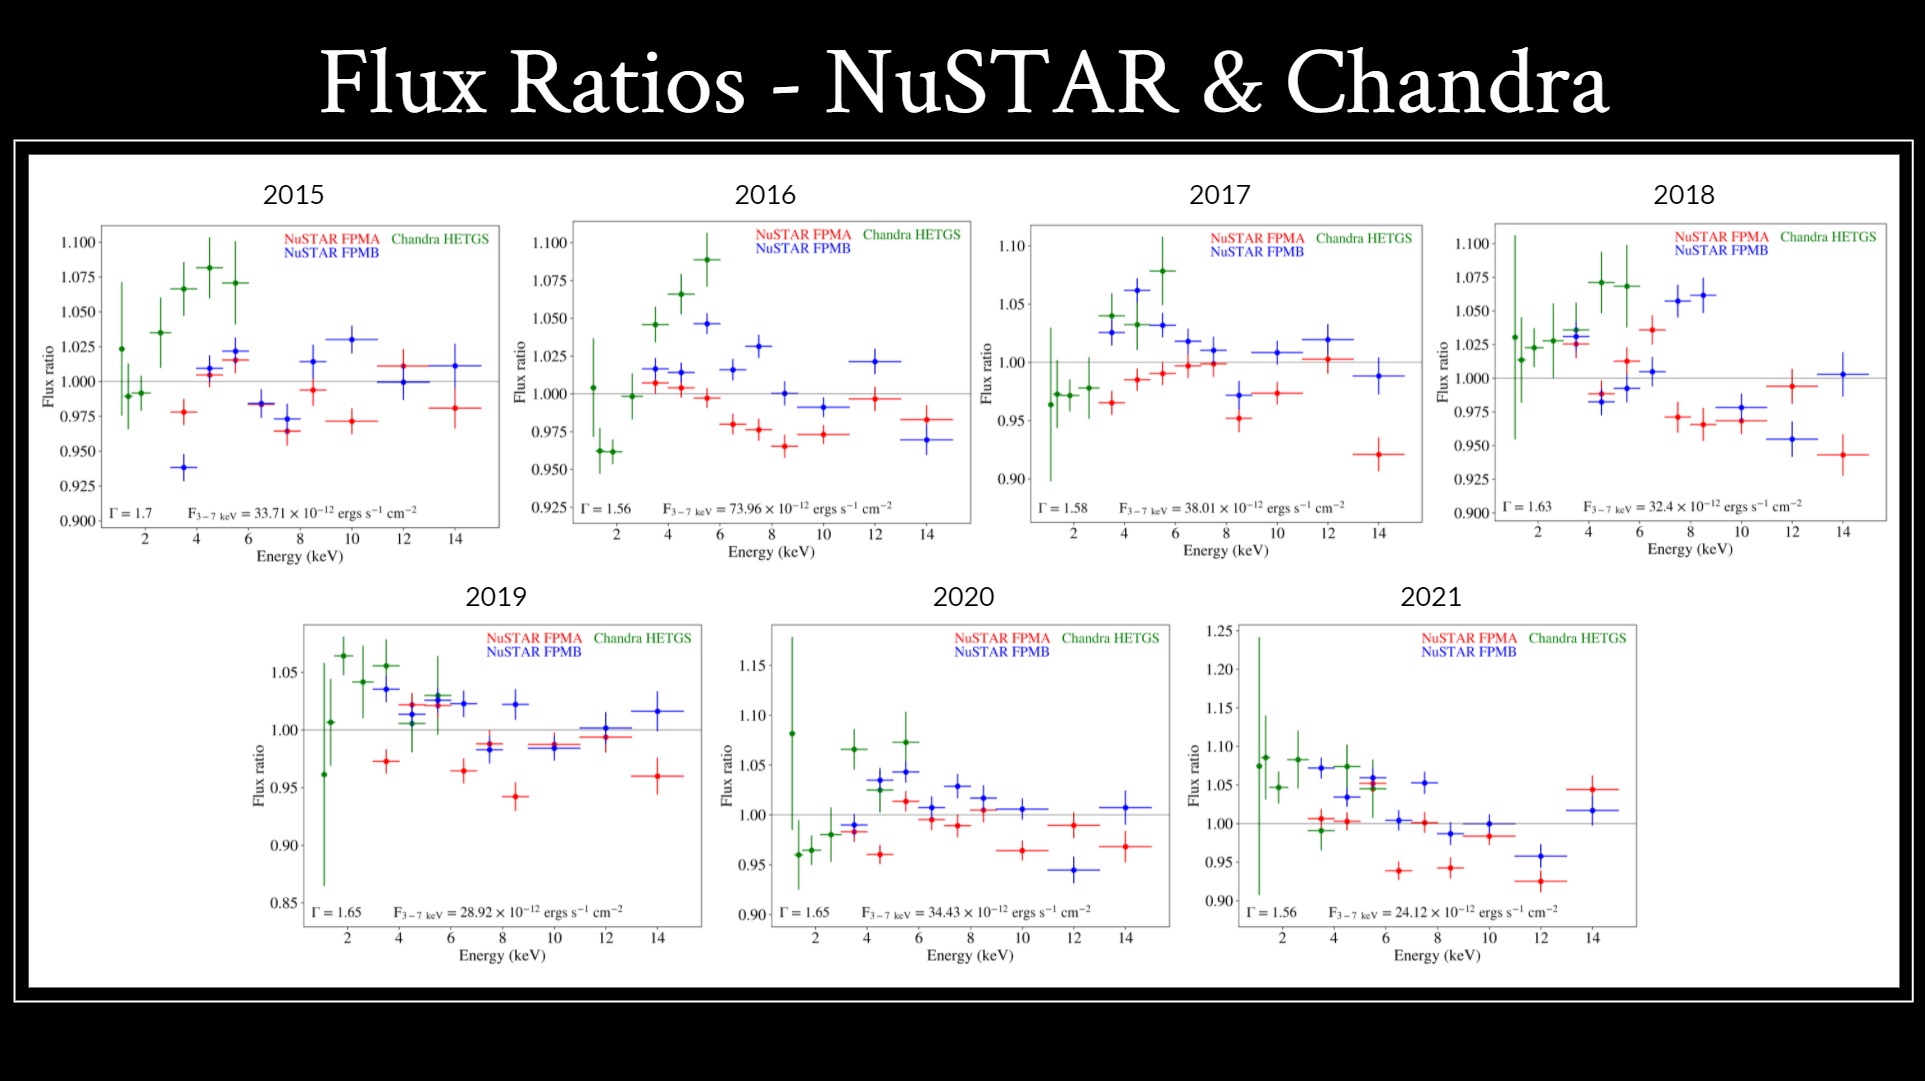 Flux Ratios - NuSTAR & Chandra
2015
1.100
1.075
1.050
1.025
1.000
0.975
0.950
0.925
0.900
Flux ratio
NuSTAR FPMA Chandra HETGS
NuSTAR FPMB
Γ = 1.7 F₃₋₇ keV = 33.71 × 10⁻¹² ergs s⁻¹ cm⁻²
2 4 6 8 10 12 14
Energy (keV)
2016
1.100
1.075
1.050
1.025
1.000
0.975
0.950
0.925
Flux ratio
NuSTAR FPMA Chandra HETGS
NuSTAR FPMB
Γ = 1.56 F₃₋₇ keV = 73.96 × 10⁻¹² ergs s⁻¹ cm⁻²
2 4 6 8 10 12 14
Energy (keV)
2017
1.10
1.05
1.00
0.95
0.90
Flux ratio
NuSTAR FPMA Chandra HETGS
NuSTAR FPMB
Γ = 1.58 F₃₋₇ keV = 38.01 × 10⁻¹² ergs s⁻¹ cm⁻²
2 4 6 8 10 12 14
Energy (keV)
2018
1.100
1.075
1.050
1.025
1.000
0.975
0.950
0.925
0.900
Flux ratio
NuSTAR FPMA Chandra HETGS
NuSTAR FPMB
Γ = 1.63 F₃₋₇ keV = 32.4 × 10⁻¹² ergs s⁻¹ cm⁻²
2 4 6 8 10 12 14
Energy (keV)
2019
1.05
1.00
0.95
0.90
0.85
Flux ratio
NuSTAR FPMA Chandra HETGS
NuSTAR FPMB
Γ = 1.65 F₃₋₇ keV = 28.92 × 10⁻¹² ergs s⁻¹ cm⁻²
2 4 6 8 10 12 14
Energy (keV)
2020
1.15
1.10
1.05
1.00
0.95
0.90
Flux ratio
NuSTAR FPMA Chandra HETGS
NuSTAR FPMB
Γ = 1.65 F₃₋₇ keV = 34.43 × 10⁻¹² ergs s⁻¹ cm⁻²
2 4 6 8 10 12 14
Energy (keV)
2021
1.25
1.20
1.15
1.10
1.05
1.00
0.95
0.90
Flux ratio
NuSTAR FPMA Chandra HETGS
NuSTAR FPMB
Γ = 1.56 F₃₋₇ keV = 24.12 × 10⁻¹² ergs s⁻¹ cm⁻²
2 4 6 8 10 12 14
Energy (keV)